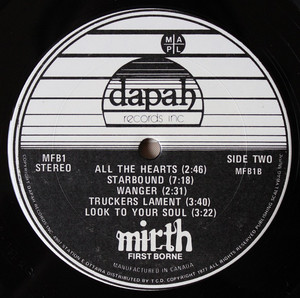 M A
P L
dapah
records inc
MFB1
STEREO
SIDE TWO
MFB1B
ALL THE HEARTS (2:46)
STARBOUND (7:18)
WANGER (2:31)
TRUCKERS LAMENT (3:40)
LOOK TO YOUR SOUL (3:22)
mirth
FIRST BORNE
MANUFACTURED IN CANADA